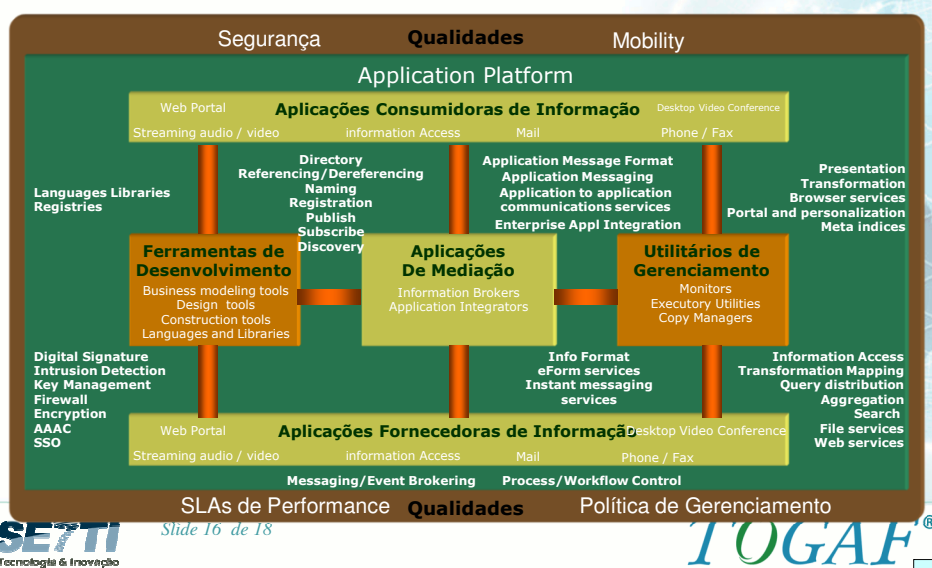 Segurança
Qualidades
Mobility
Application Platform
Web Portal
Aplicações Consumidoras de Informação
Desktop Video Conference
Streaming audio / video
information Access
Mail
Phone / Fax
Languages Libraries
Registries
Directory
Referencing/Dereferencing
Naming
Registration
Publish
Subscribe
Discovery
Application Message Format
Application Messaging
Application to application
communications services
Enterprise Appl Integration
Presentation
Transformation
Browser services
Portal and personalization
Meta indices
Ferramentas de
Desenvolvimento
Business modeling tools
Design tools
Construction tools
Languages and Libraries
Aplicações
De Mediação
Information Brokers
Application Integrators
Utilitários de
Gerenciamento
Monitors
Executory Utilities
Copy Managers
Digital Signature
Intrusion Detection
Key Management
Firewall
Encryption
AAAC
SSO
Info Format
eForm services
Instant messaging
services
Information Access
Transformation Mapping
Query distribution
Aggregation
Search
File services
Web services
Web Portal
Aplicações Fornecedoras de Informação
Desktop Video Conference
Streaming audio / video
information Access
Mail
Phone / Fax
Messaging/Event Brokering
Process/Workflow Control
SLAs de Performance
Qualidades
Política de Gerenciamento
Slide 16 de 18
Tecnologia & Inovação
TOGAF®